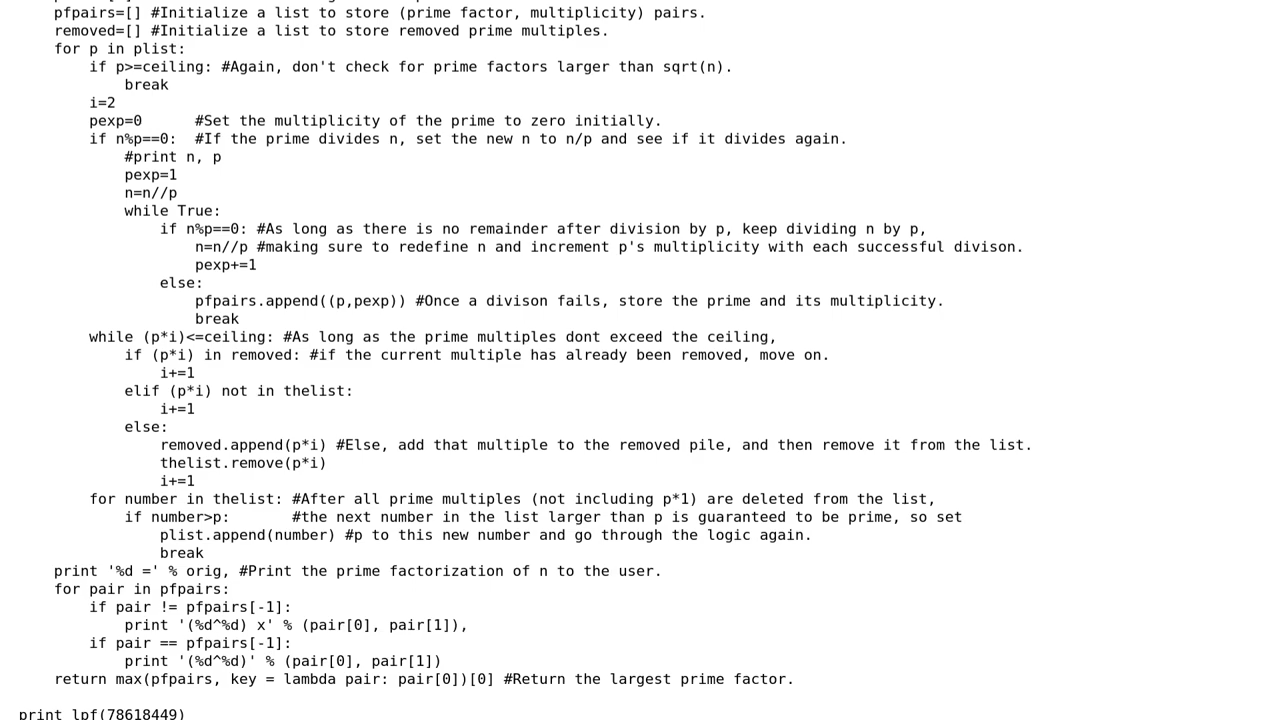 pfpairs=[] #Initialize a list to store (prime factor, multiplicity) pairs.
removed=[] #Initialize a list to store removed prime multiples.
for p in plist:
if p>=ceiling: #Again, don't check for prime factors larger than sqrt(n).
break
i=2
pexp=0 #Set the multiplicity of the prime to zero initially.
if n%p==0: #If the prime divides n, set the new n to n/p and see if it divides again.
#print n, p
pexp=1
n=n//p
while True:
if n%p==0: #As long as there is no remainder after division by p, keep dividing n by p,
n=n//p #making sure to redefine n and increment p's multiplicity with each successful divison.
pexp+=1
else:
pfpairs.append((p,pexp)) #Once a divison fails, store the prime and its multiplicity.
break
while (p*i)<=ceiling: #As long as the prime multiples dont exceed the ceiling,
if (p*i) in removed: #if the current multiple has already been removed, move on.
i+=1
elif (p*i) not in thelist:
i+=1
else:
removed.append(p*i) #Else, add that multiple to the removed pile, and then remove it from the list.
thelist.remove(p*i)
i+=1
for number in thelist: #After all prime multiples (not including p*1) are deleted from the list,
if number>p: #the next number in the list larger than p is guaranteed to be prime, so set
plist.append(number) #p to this new number and go through the logic again.
break
print '%d =' % orig, #Print the prime factorization of n to the user.
for pair in pfpairs:
if pair != pfpairs[-1]:
print '(%d^%d) x' % (pair[0], pair[1]),
if pair == pfpairs[-1]:
print '(%d^%d)' % (pair[0], pair[1])
return max(pfpairs, key = lambda pair: pair[0])[0] #Return the largest prime factor.
print lpf(78618449)